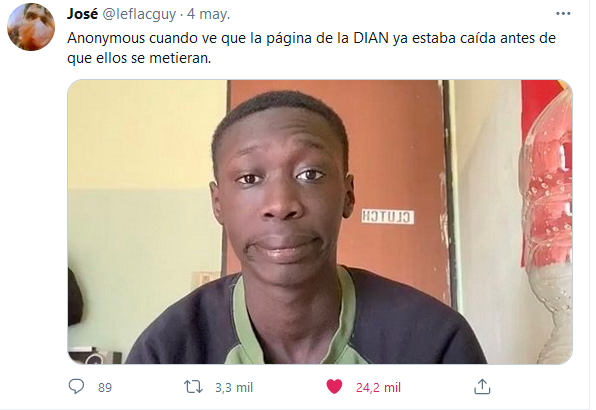 José @leflacguy · 4 may.
Anonymous cuando ve que la página de la DIAN ya estaba caída antes de
que ellos se metieran.
CLUTCH
89 3,3 mil 24,2 mil